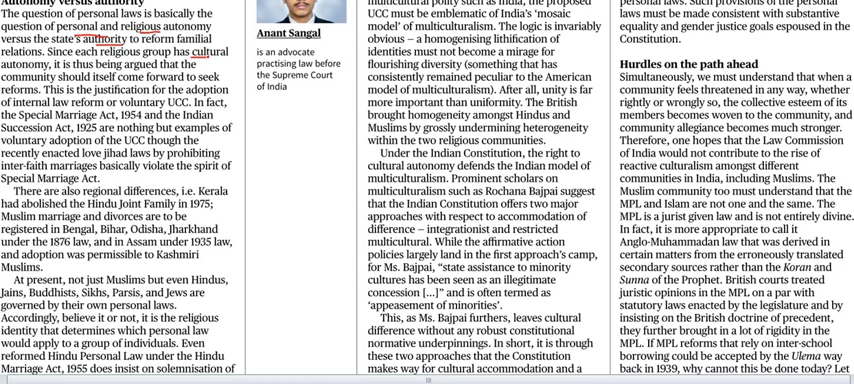 Autonomy versus authority
The question of personal laws is basically the
question of personal and religious autonomy
versus the state's authority to reform familial
relations. Since each religious group has cultural
autonomy, it is thus being argued that the
community should itself come forward to seek
reforms. This is the justification for the adoption
of internal law reform or voluntary UCC. In fact,
the Special Marriage Act, 1954 and the Indian
Succession Act, 1925 are nothing but examples of
voluntary adoption of the UCC though the
recently enacted love jihad laws by prohibiting
inter-faith marriages basically violate the spirit of
Special Marriage Act.
There are also regional differences, i.e. Kerala
had abolished the Hindu Joint Family in 1975;
Muslim marriage and divorces are to be
registered in Bengal, Bihar, Odisha, Jharkhand
under the 1876 law, and in Assam under 1935 law,
and adoption was permissible to Kashmiri
Muslims.
At present, not just Muslims but even Hindus,
Jains, Buddhists, Sikhs, Parsis, and Jews are
governed by their own personal laws.
Accordingly, believe it or not, it is the religious
identity that determines which personal law
would apply to a group of individuals. Even
reformed Hindu Personal Law under the Hindu
Marriage Act, 1955 does insist on solemnisation of
Anant Sangal
is an advocate
practising law before
the Supreme Court
of India
multicultural polity such as India, the proposed
UCC must be emblematic of India's 'mosaic
model' of multiculturalism. The logic is invariably
obvious – a homogenising lithification of
identities must not become a mirage for
flourishing diversity (something that has
consistently remained peculiar to the American
model of multiculturalism). After all, unity is far
more important than uniformity. The British
brought homogeneity amongst Hindus and
Muslims by grossly undermining heterogeneity
within the two religious communities.
Under the Indian Constitution, the right to
cultural autonomy defends the Indian model of
multiculturalism. Prominent scholars on
multiculturalism such as Rochana Bajpai suggest
that the Indian Constitution offers two major
approaches with respect to accommodation of
difference – integrationist and restricted
multicultural. While the affirmative action
policies largely land in the first approach's camp,
for Ms. Bajpai, "state assistance to minority
cultures has been seen as an illegitimate
concession [...]" and is often termed as
'appeasement of minorities'.
This, as Ms. Bajpai furthers, leaves cultural
difference without any robust constitutional
normative underpinnings. In short, it is through
these two approaches that the Constitution
makes way for cultural accommodation and a
personal laws. Such provisions of the personal
laws must be made consistent with substantive
equality and gender justice goals espoused in the
Constitution.
Hurdles on the path ahead
Simultaneously, we must understand that when a
community feels threatened in any way, whether
rightly or wrongly so, the collective esteem of its
members becomes woven to the community, and
community allegiance becomes much stronger.
Therefore, one hopes that the Law Commission
of India would not contribute to the rise of
reactive culturalism amongst different
communities in India, including Muslims. The
Muslim community too must understand that the
MPL and Islam are not one and the same. The
MPL is a jurist given law and is not entirely divine.
In fact, it is more appropriate to call it
Anglo-Muhammadan law that was derived in
certain matters from the erroneously translated
secondary sources rather than the Koran and
Sunna of the Prophet. British courts treated
juristic opinions in the MPL on a par with
statutory laws enacted by the legislature and by
insisting on the British doctrine of precedent,
they further brought in a lot of rigidity in the
MPL. If MPL reforms that rely on inter-school
borrowing could be accepted by the Ulema way
back in 1939, why cannot this be done today? Let